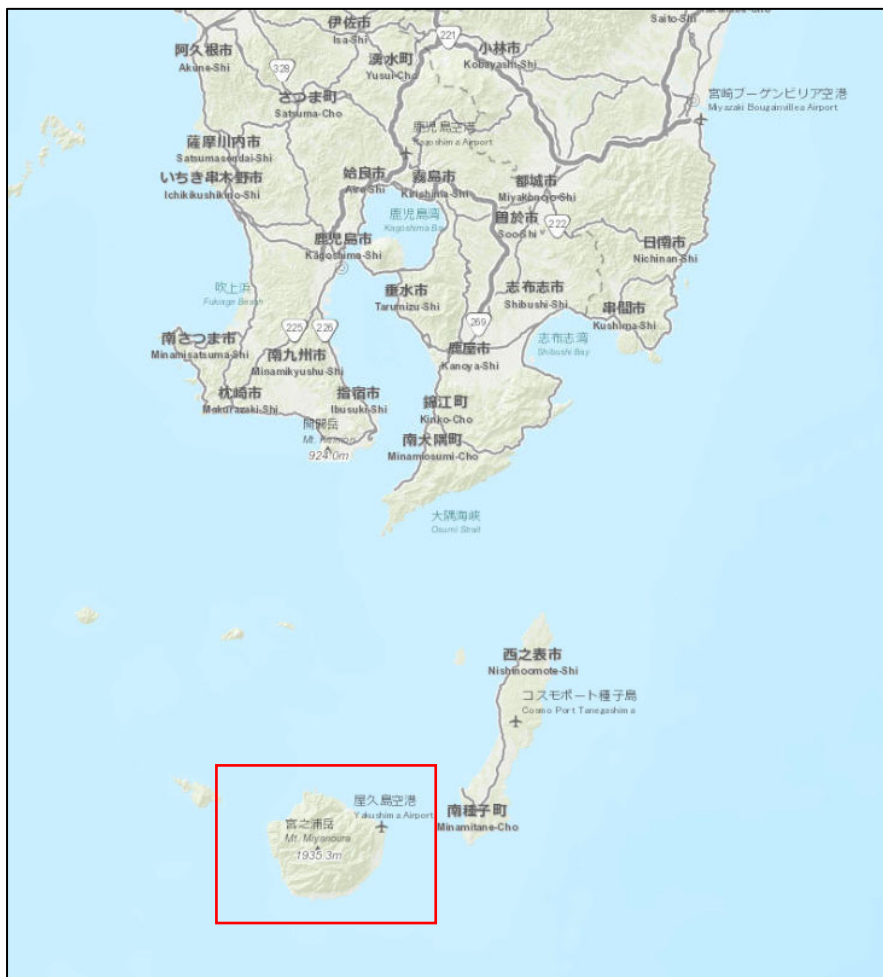 伊佐市
Isa-Shi
221
小林市
Kobayashi-Shi
Saito-Shi
阿久根市
Akune-Shi
湧水町
Yusui-Cho
328
さつま町
Satsuma-Cho
宮崎ブーゲンビリア空港
Miyazaki Bougainvillea Airport
鹿児島空港
Kagoshima Airport
薩摩川内市
Satsumasendai-Shi
いちき串木野市
Ichikikushikino-Shi
姶良市
Aira-Shi
霧島市
Kirishima-Shi
都城市
Miyakonojo-Shi
鹿児島湾
Kagoshima Bay
曽於市
Soo-Shi
222
鹿児島市
Kagoshima-Shi
日南市
Nichinan-Shi
吹上浜
Fukiage Beach
垂水市
Tarumizu-Shi
志布志市
Shibushi-Shi
串間市
Kushima-Shi
南さつま市
Minamisatsuma-Shi
225
226
269
志布志湾
Shibushi Bay
南九州市
Minamikyushu-Shi
鹿屋市
Kanoya-Shi
枕崎市
Makurazaki-Shi
指宿市
Ibusuki-Shi
錦江町
Kinko-Cho
開聞岳
Mt. Kaimon
924.0m
南大隅町
Minamiosumi-Cho
大隅海峡
Osumi Strait
西之表市
Nishinoomote-Shi
コスモポート種子島
Cosmo Port Tanegashima
屋久島空港
Yakushima Airport
宮之浦岳
Mt. Miyanoura
1935.3m
南種子町
Minamitane-Cho